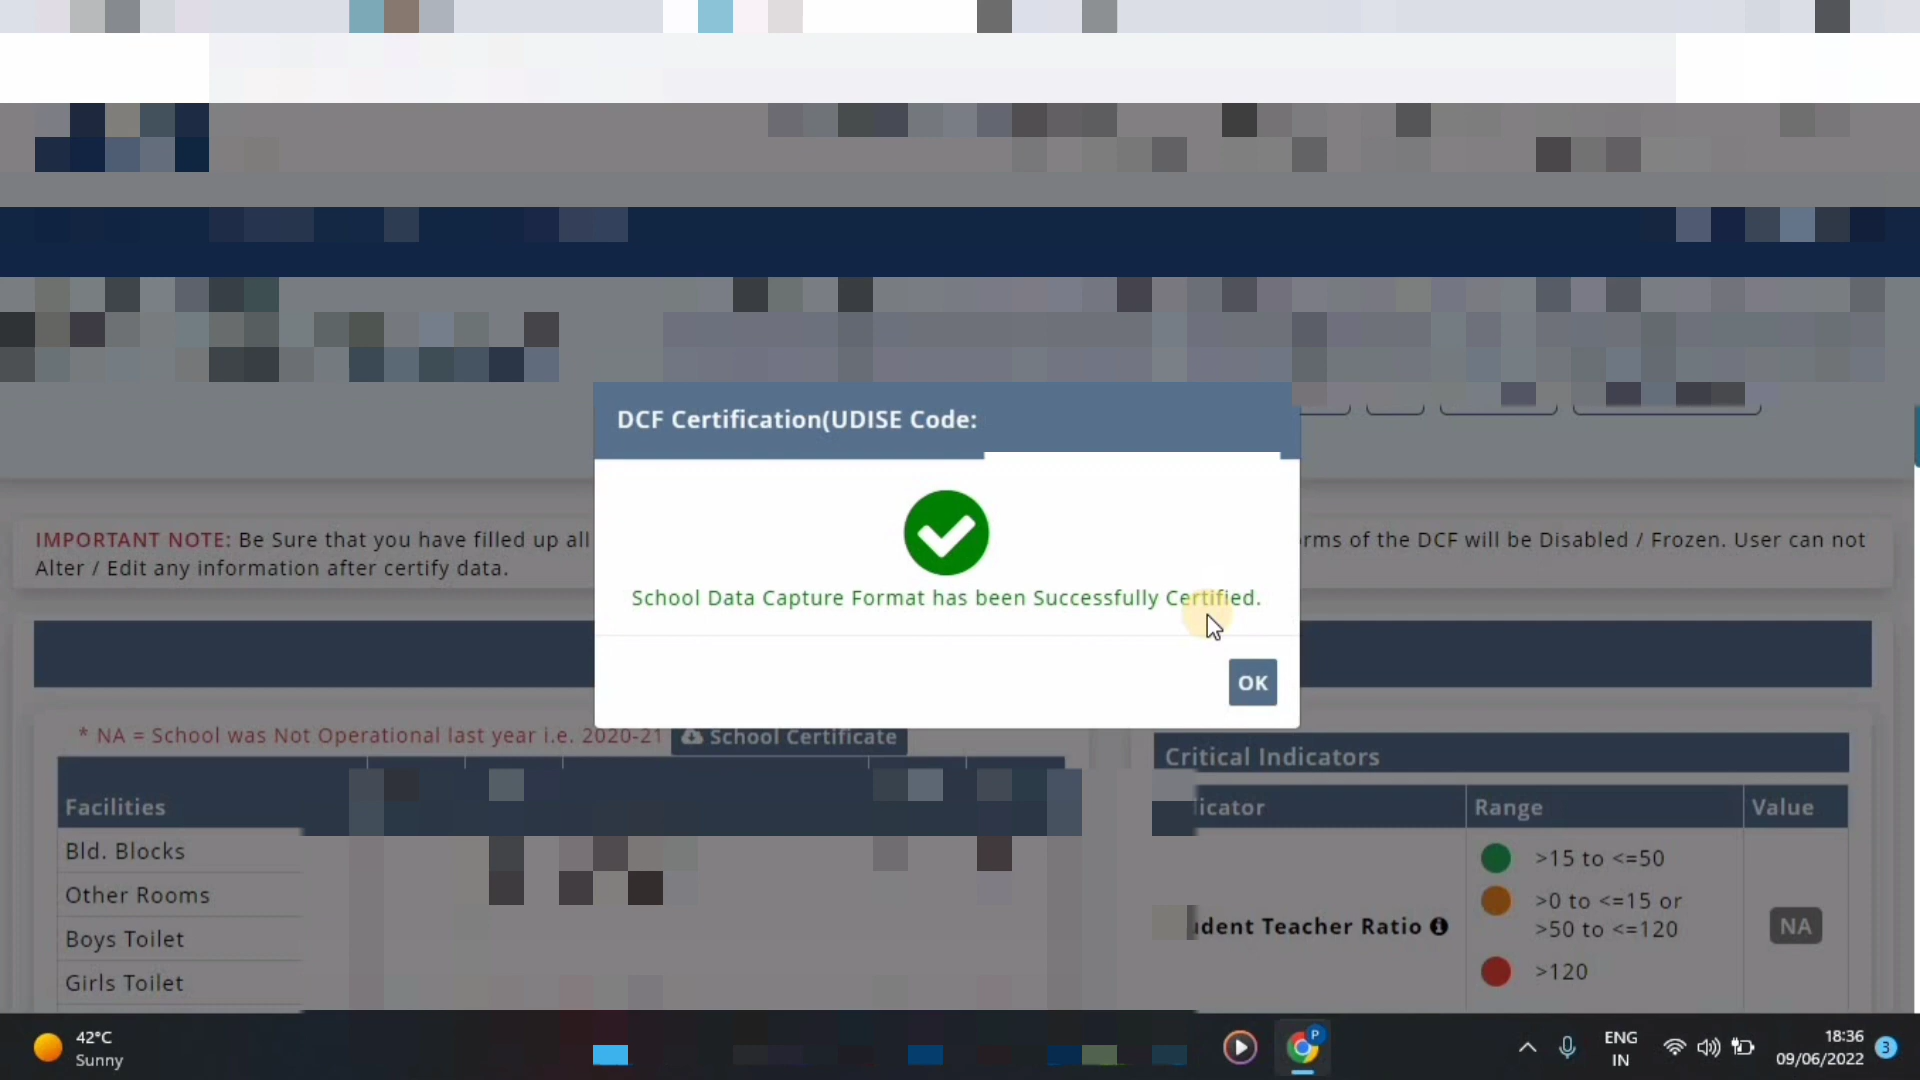 DCF Certification(UDISE Code:
IMPORTANT NOTE: Be Sure that you have filled up all
rms of the DCF will be Disabled / Frozen. User can not
Alter / Edit any information after certify data.
School Data Capture Format has been Successfully Certified.
OK
* NA = School was Not Operational last year i.e. 2020-21
School Certificate
Critical Indicators
Facilities
icator Range Value
Bld. Blocks
Other Rooms
Boys Toilet
Girls Toilet
>15 to <=50
>0 to <=15 or
>50 to <=120
dent Teacher Ratio
NA
>120
42°C
Sunny
P
ENG
IN
18:36
09/06/2022
3